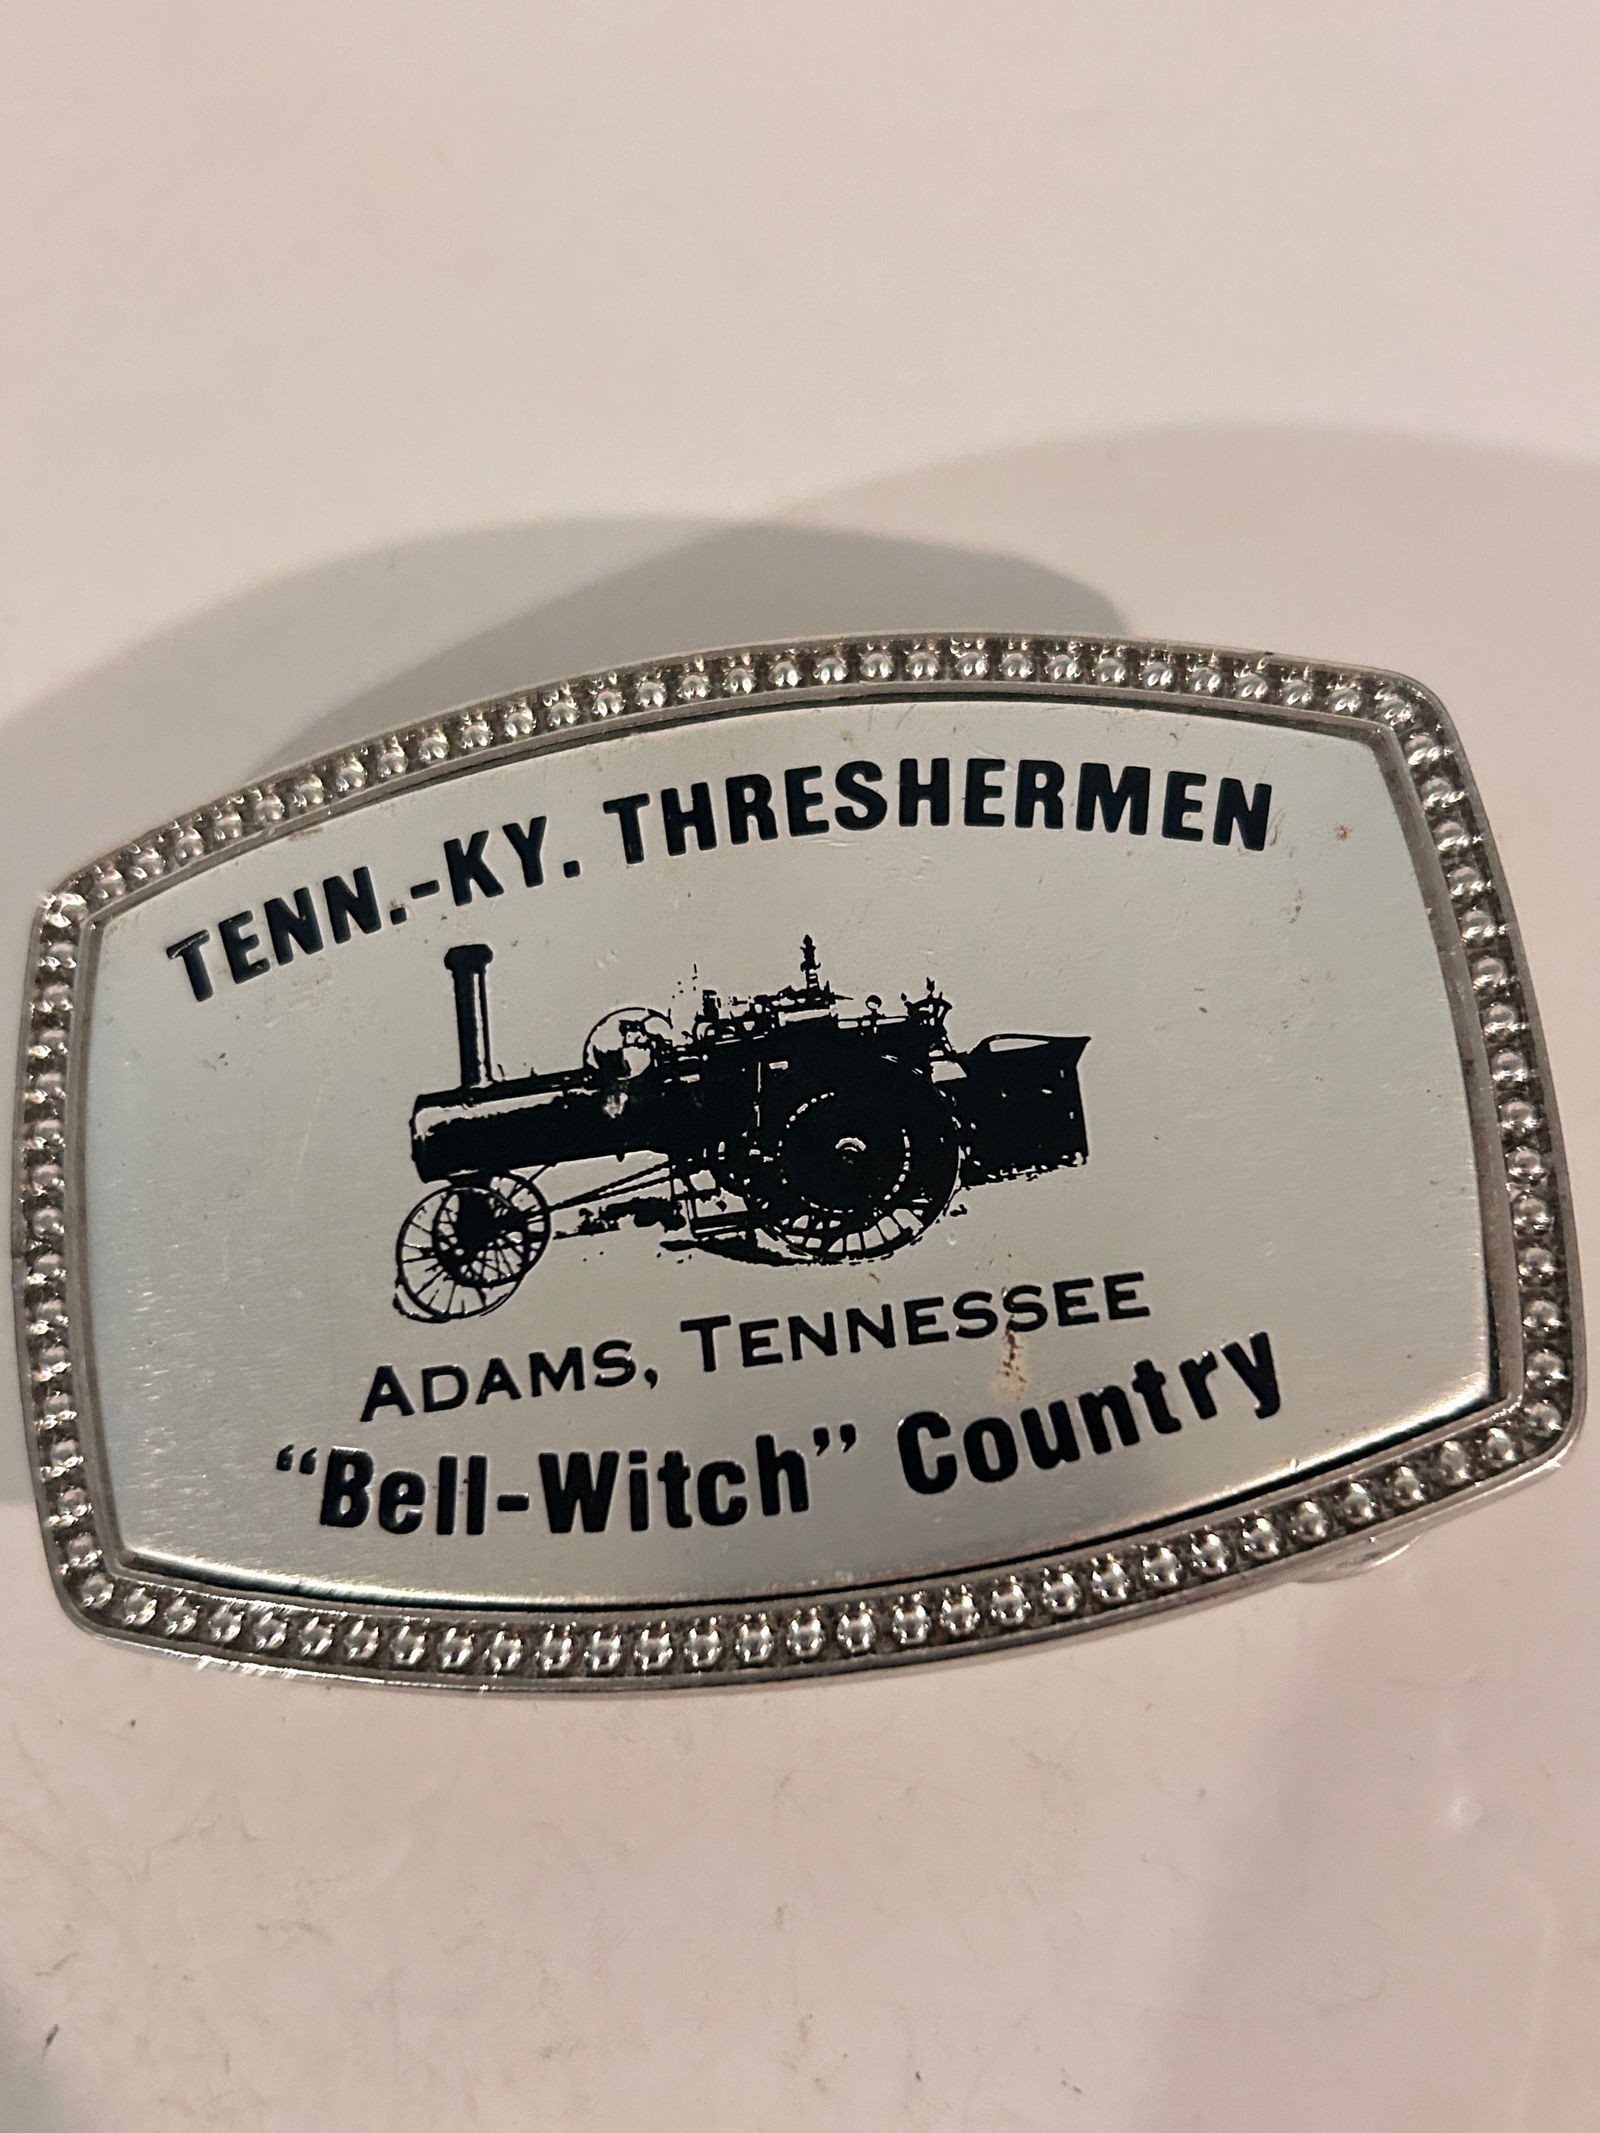 TENN.-KY. THRESHERMEN
ADAMS, TENNESSEE
“Bell-Witch” Country